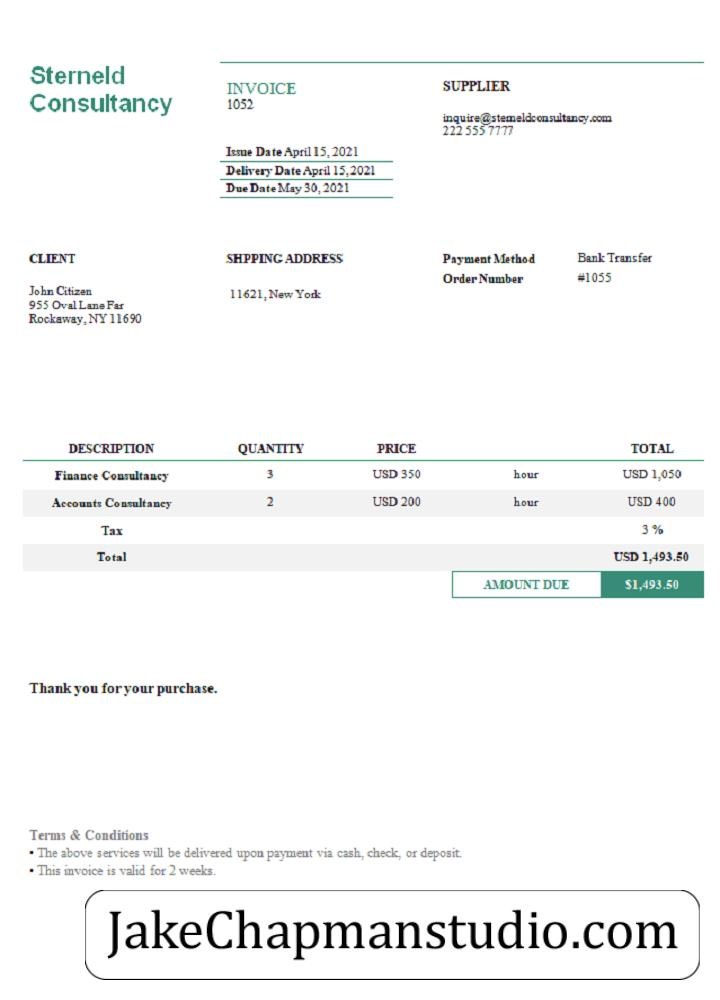 Sterneld
Consultancy
INVOICE
1052
SUPPLIER
inquire@sterneldconsultancy.com
222 555 7777
Issue Date April 15, 2021
Delivery Date April 15, 2021
Due Date May 30, 2021
CLIENT
John Citizen
955 Oval Lane Far
Rockaway, NY 11690
SHPPING ADDRESS
11621, New York
Payment Method Bank Transfer
Order Number #1055
DESCRIPTION QUANTITY PRICE TOTAL
Finance Consultancy 3 USD 350 hour USD 1,050
Accounts Consultancy 2 USD 200 hour USD 400
Tax 3 %
Total USD 1,493.50
AMOUNT DUE $1,493.50
Thank you for your purchase.
Terms & Conditions
• The above services will be delivered upon payment via cash, check, or deposit.
• This invoice is valid for 2 weeks.
JakeChapmanstudio.com